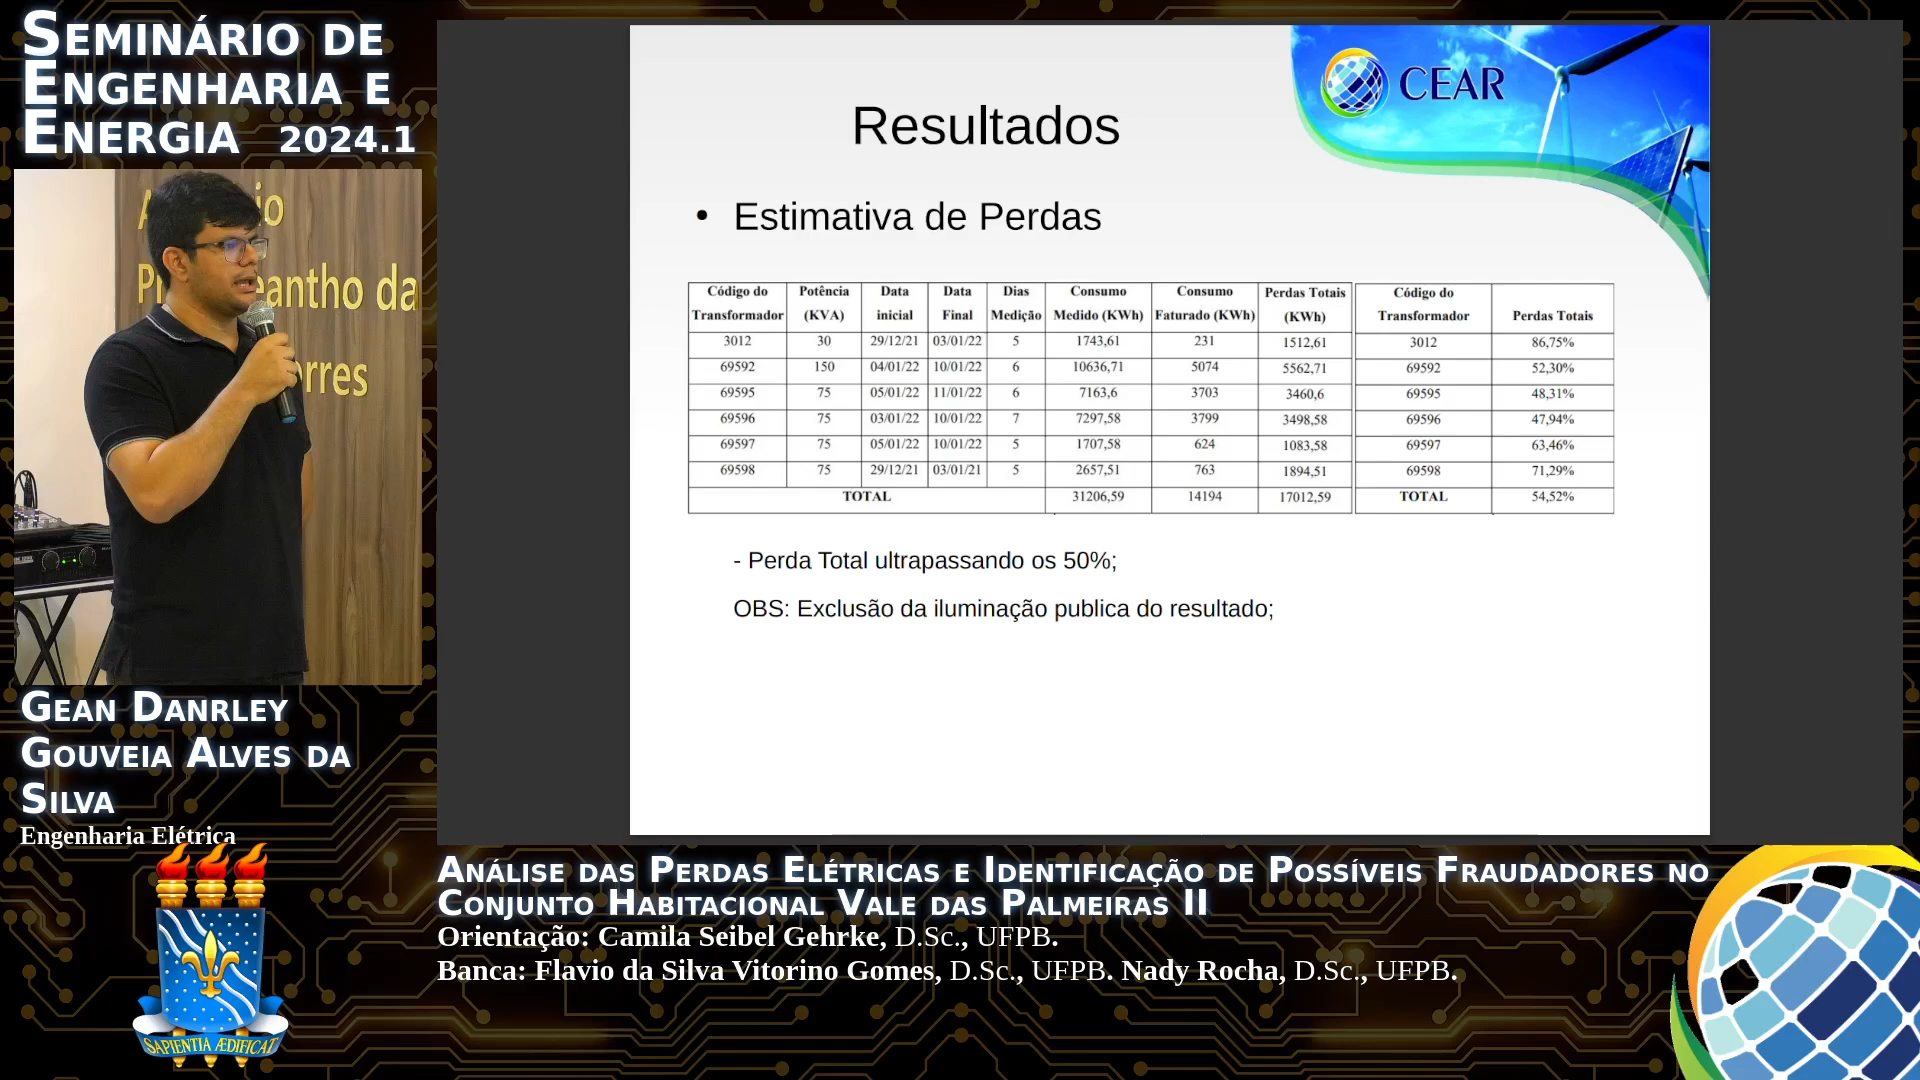 SEMINÁRIO DE
ENGENHARIA E
ENERGIA 2024.1
GEAN DANRLEY
GOUVEIA ALVES DA
SILVA
Engenharia Elétrica
SAPIENTIA ÆDIFICAT
CEAR
Resultados
• Estimativa de Perdas
Código do Transformador Potência (KVA) Data inicial Data Final Dias Medição Consumo Medido (KWh) Consumo Faturado (KWh) Perdas Totais (KWh) Código do Transformador Perdas Totais
3012 30 29/12/21 03/01/22 5 1743,61 231 1512,61 3012 86,75%
69592 150 04/01/22 10/01/22 6 10636,71 5074 5562,71 69592 52,30%
69595 75 05/01/22 11/01/22 6 7163,6 3703 3460,6 69595 48,31%
69596 75 03/01/22 10/01/22 7 7297,58 3799 3498,58 69596 47,94%
69597 75 05/01/22 10/01/22 5 1707,58 624 1083,58 69597 63,46%
69598 75 29/12/21 03/01/21 5 2657,51 763 1894,51 69598 71,29%
TOTAL 31206,59 14194 17012,59 TOTAL 54,52%
- Perda Total ultrapassando os 50%;
OBS: Exclusão da iluminação publica do resultado;
ANÁLISE DAS PERDAS ELÉTRICAS E IDENTIFICAÇÃO DE POSSÍVEIS FRAUDADORES NO
CONJUNTO HABITACIONAL VALE DAS PALMEIRAS II
Orientação: Camila Seibel Gehrke, D.Sc., UFPB.
Banca: Flavio da Silva Vitorino Gomes, D.Sc., UFPB. Nady Rocha, D.Sc., UFPB.